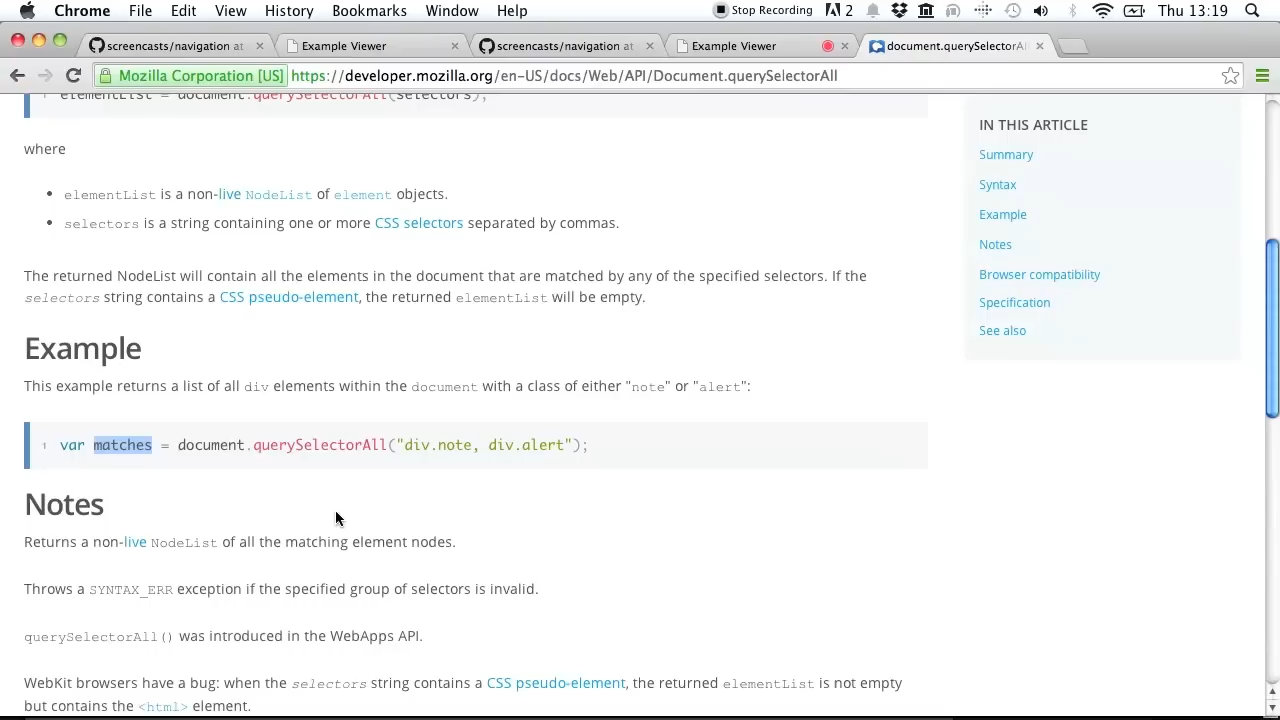 Chrome File Edit View History Bookmarks Window Help Stop Recording 2 Thu 13:19
screencasts/navigation at × Example Viewer × screencasts/navigation at × Example Viewer × document.querySelectorAl ×
Mozilla Corporation [US] https://developer.mozilla.org/en-US/docs/Web/API/Document.querySelectorAll
1 elementList = document.querySelectorAll(selectors);
where
• elementList is a non-live NodeList of element objects.
• selectors is a string containing one or more CSS selectors separated by commas.
The returned NodeList will contain all the elements in the document that are matched by any of the specified selectors. If the
selectors string contains a CSS pseudo-element, the returned elementList will be empty.
Example
This example returns a list of all div elements within the document with a class of either "note" or "alert":
1 var matches = document.querySelectorAll("div.note, div.alert");
Notes
Returns a non-live NodeList of all the matching element nodes.
Throws a SYNTAX_ERR exception if the specified group of selectors is invalid.
querySelectorAll() was introduced in the WebApps API.
WebKit browsers have a bug: when the selectors string contains a CSS pseudo-element, the returned elementList is not empty
but contains the <html> element.
IN THIS ARTICLE
Summary
Syntax
Example
Notes
Browser compatibility
Specification
See also